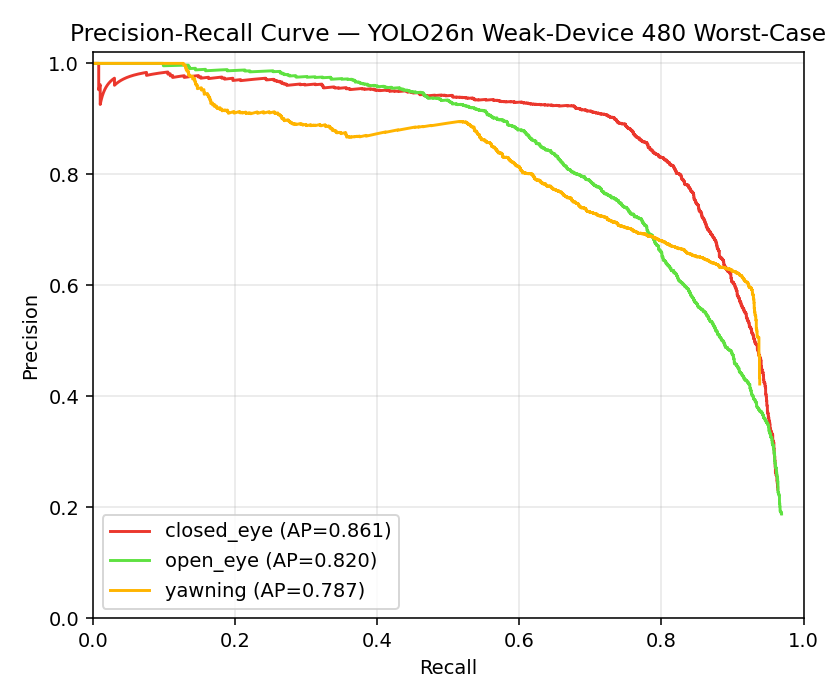 Precision-Recall Curve — YOLO26n Weak-Device 480 Worst-Case
1.0
0.8
0.6
0.4
0.2
0.0
Precision
closed_eye (AP=0.861)
open_eye (AP=0.820)
yawning (AP=0.787)
0.0 0.2 0.4 0.6 0.8 1.0
Recall